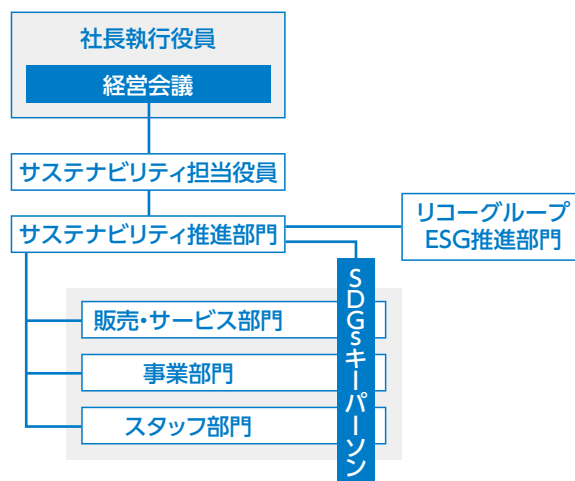 社長執行役員
経営会議
サステナビリティ担当役員
サステナビリティ推進部門
リコーグループ
ESG推進部門
SDGsキーパーソン
販売・サービス部門
事業部門
スタッフ部門